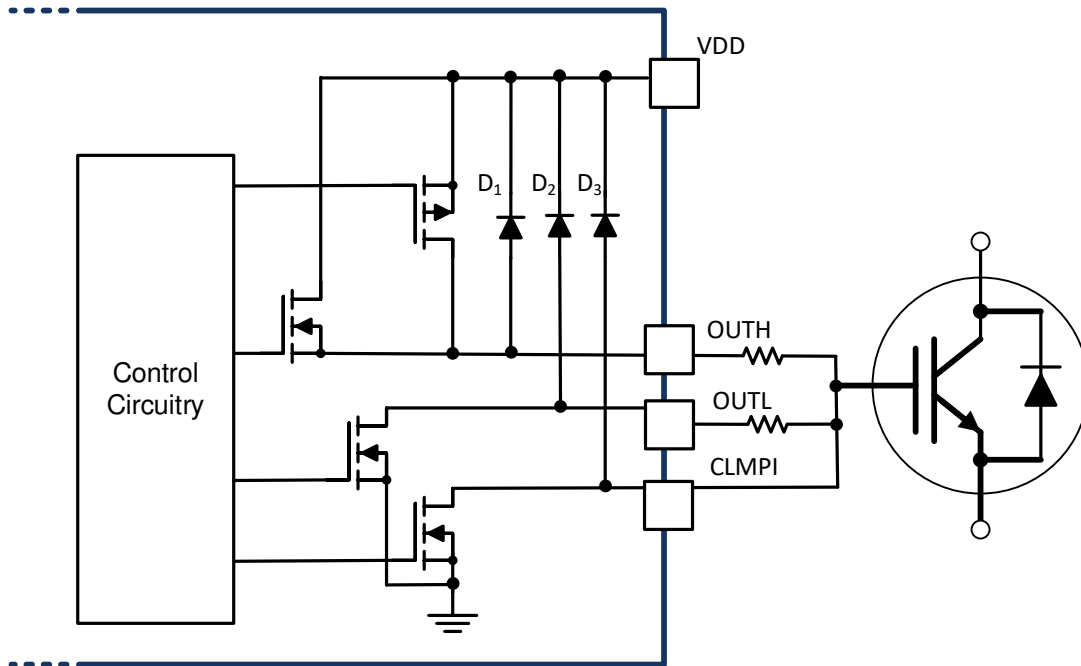 VDD
D₁ D₂ D₃
OUTH
Control
Circuitry
OUTL
CLMPI